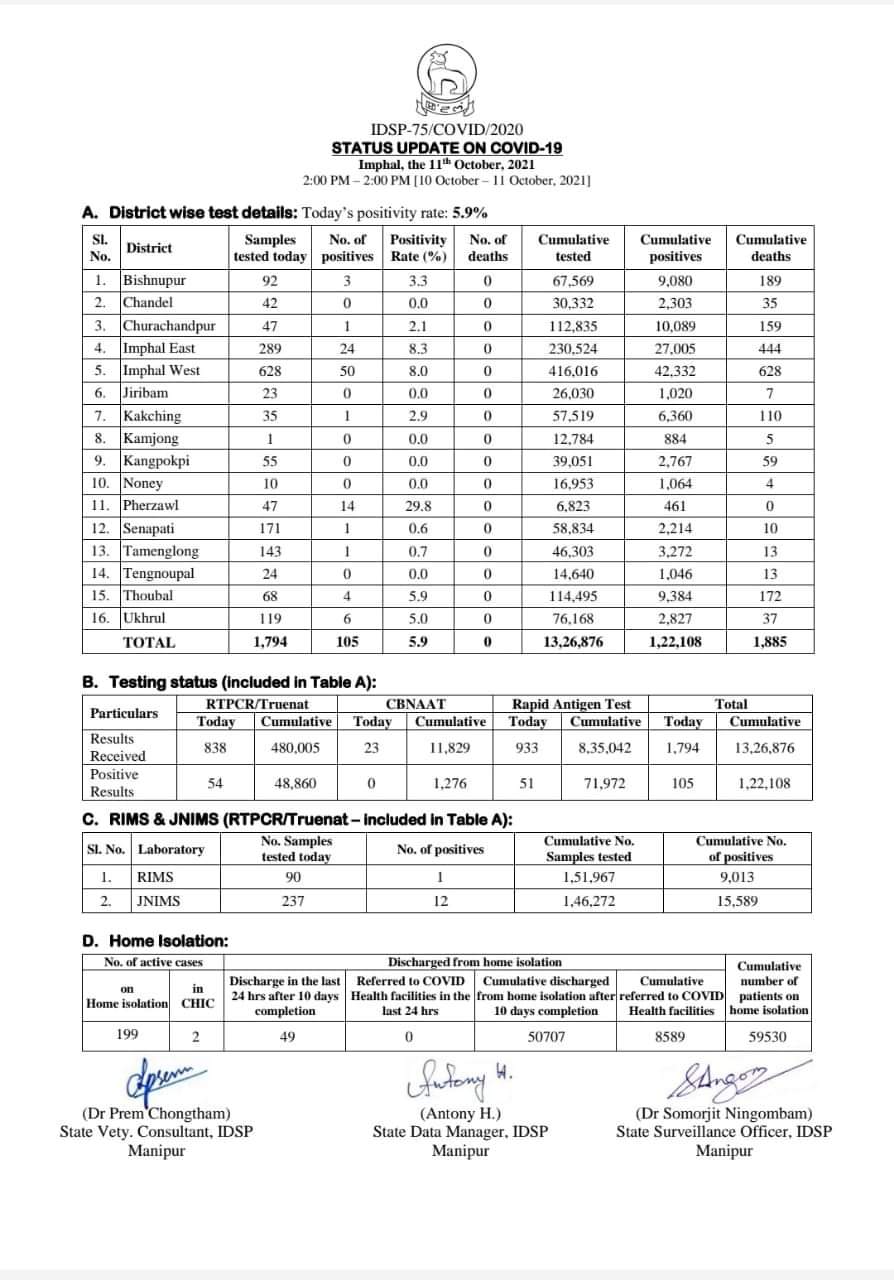 IDSP-75/COVID/2020
STATUS UPDATE ON COVID-19
Imphal, the 11th October, 2021
2:00 PM – 2:00 PM [10 October – 11 October, 2021]
A. District wise test details: Today's positivity rate: 5.9%
Sl. No. District Samples tested today No. of positives Positivity Rate (%) No. of deaths Cumulative tested Cumulative positives Cumulative deaths
1. Bishnupur 92 3 3.3 0 67,569 9,080 189
2. Chandel 42 0 0.0 0 30,332 2,303 35
3. Churachandpur 47 1 2.1 0 112,835 10,089 159
4. Imphal East 289 24 8.3 0 230,524 27,005 444
5. Imphal West 628 50 8.0 0 416,016 42,332 628
6. Jiribam 23 0 0.0 0 26,030 1,020 7
7. Kakching 35 1 2.9 0 57,519 6,360 110
8. Kamjong 1 0 0.0 0 12,784 884 5
9. Kangpokpi 55 0 0.0 0 39,051 2,767 59
10. Noney 10 0 0.0 0 16,953 1,064 4
11. Pherzawl 47 14 29.8 0 6,823 461 0
12. Senapati 171 1 0.6 0 58,834 2,214 10
13. Tamenglong 143 1 0.7 0 46,303 3,272 13
14. Tengnoupal 24 0 0.0 0 14,640 1,046 13
15. Thoubal 68 4 5.9 0 114,495 9,384 172
16. Ukhrul 119 6 5.0 0 76,168 2,827 37
TOTAL 1,794 105 5.9 0 13,26,876 1,22,108 1,885
B. Testing status (included in Table A):
Particulars RTPCR/Truenat CBNAAT Rapid Antigen Test Total
Today Cumulative Today Cumulative Today Cumulative Today Cumulative
Results Received 838 480,005 23 11,829 933 8,35,042 1,794 13,26,876
Positive Results 54 48,860 0 1,276 51 71,972 105 1,22,108
C. RIMS & JNIMS (RTPCR/Truenat – included in Table A):
Sl. No. Laboratory No. Samples tested today No. of positives Cumulative No. Samples tested Cumulative No. of positives
1. RIMS 90 1 1,51,967 9,013
2. JNIMS 237 12 1,46,272 15,589
D. Home Isolation:
No. of active cases Discharged from home isolation Cumulative number of patients on home isolation
on Home isolation in CHIC Discharge in the last 24 hrs after 10 days completion Referred to COVID Health facilities in the last 24 hrs Cumulative discharged from home isolation after 10 days completion Cumulative referred to COVID Health facilities
199 2 49 0 50707 8589 59530
Antony H.
(Dr Prem Chongtham) (Antony H.) (Dr Somorjit Ningombam)
State Vety. Consultant, IDSP State Data Manager, IDSP State Surveillance Officer, IDSP
Manipur Manipur Manipur